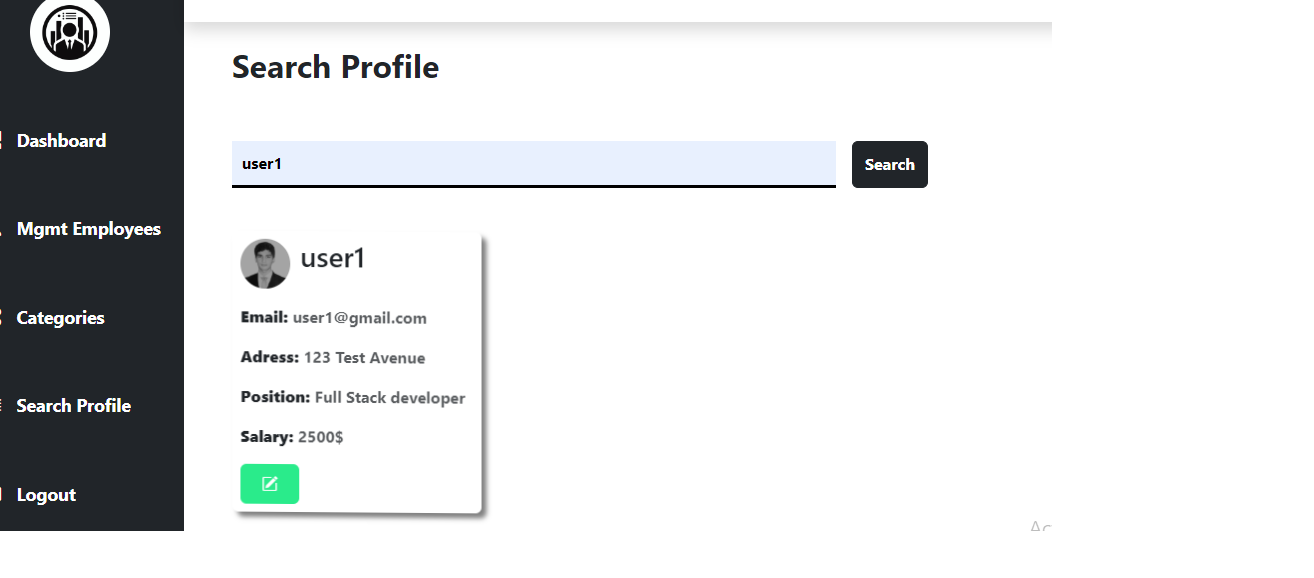 Search Profile
Dashboard
user1
Search
Mgmt Employees
user1
Categories
Email: user1@gmail.com
Adress: 123 Test Avenue
Search Profile
Position: Full Stack developer
Salary: 2500$
Logout